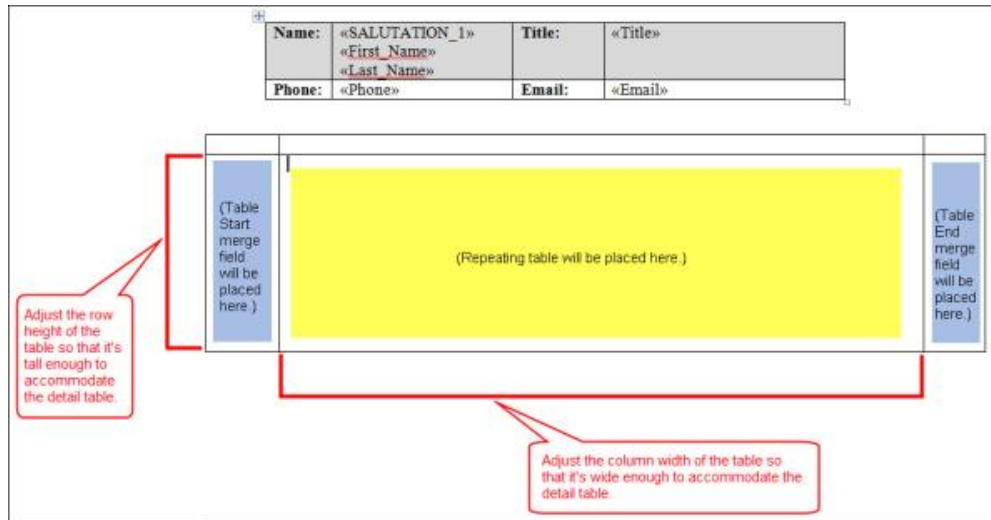 Name: «SALUTATION_1» Title: «Title»
«First_Name»
«Last_Name»
Phone: «Phone» Email: «Email»
(Table
Start
merge
field
will be
placed
here.)
(Repeating table will be placed here.)
(Table
End
merge
field
will be
placed
here.)
Adjust the row
height of the
table so that it's
tall enough to
accommodate
the detail table.
Adjust the column width of the table so
that it's wide enough to accommodate the
detail table.